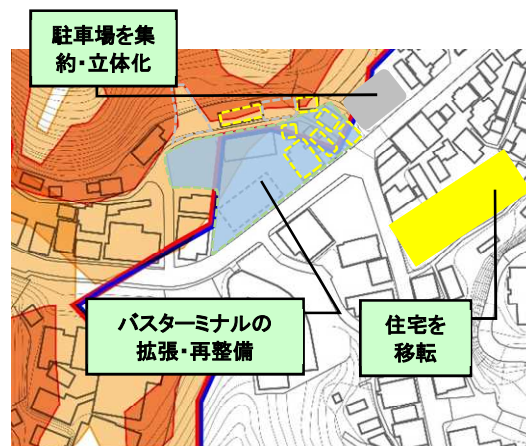 駐車場を集
約・立体化
バスターミナルの
拡張・再整備
住宅を
移転